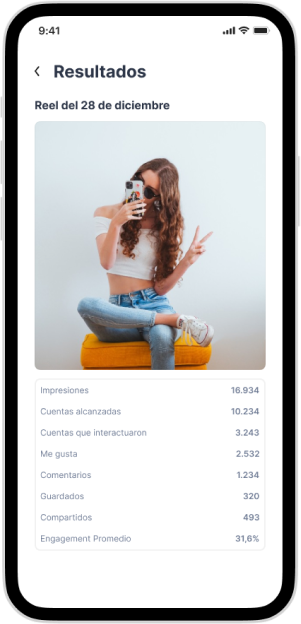 9:41
Resultados
Reel del 28 de diciembre
Impresiones 16.934
Cuentas alcanzadas 10.234
Cuentas que interactuaron 3.243
Me gusta 2.532
Comentarios 1.234
Guardados 320
Compartidos 493
Engagement Promedio 31,6%